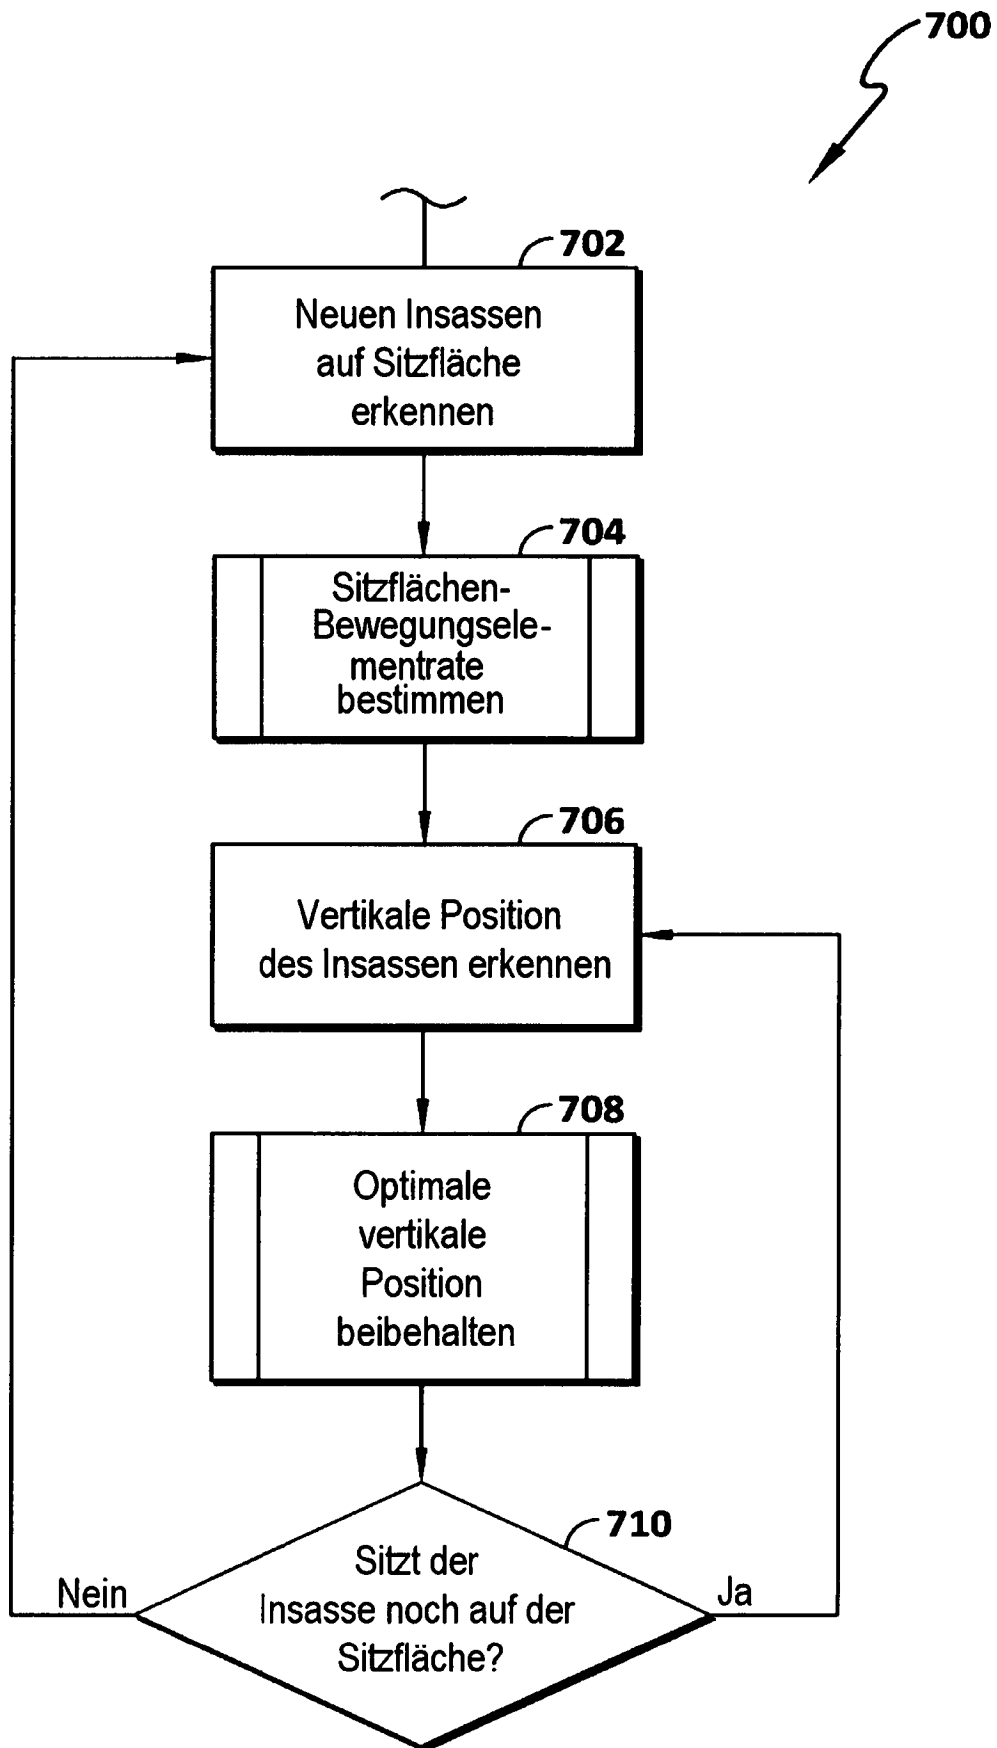 700
702
Neuen Insassen
auf Sitzfläche
erkennen
704
Sitzflächen-
Bewegungsele-
mentrate
bestimmen
706
Vertikale Position
des Insassen erkennen
708
Optimale
vertikale
Position
beibehalten
710
Sitzt der
Insasse noch auf der
Sitzfläche?
Nein
Ja